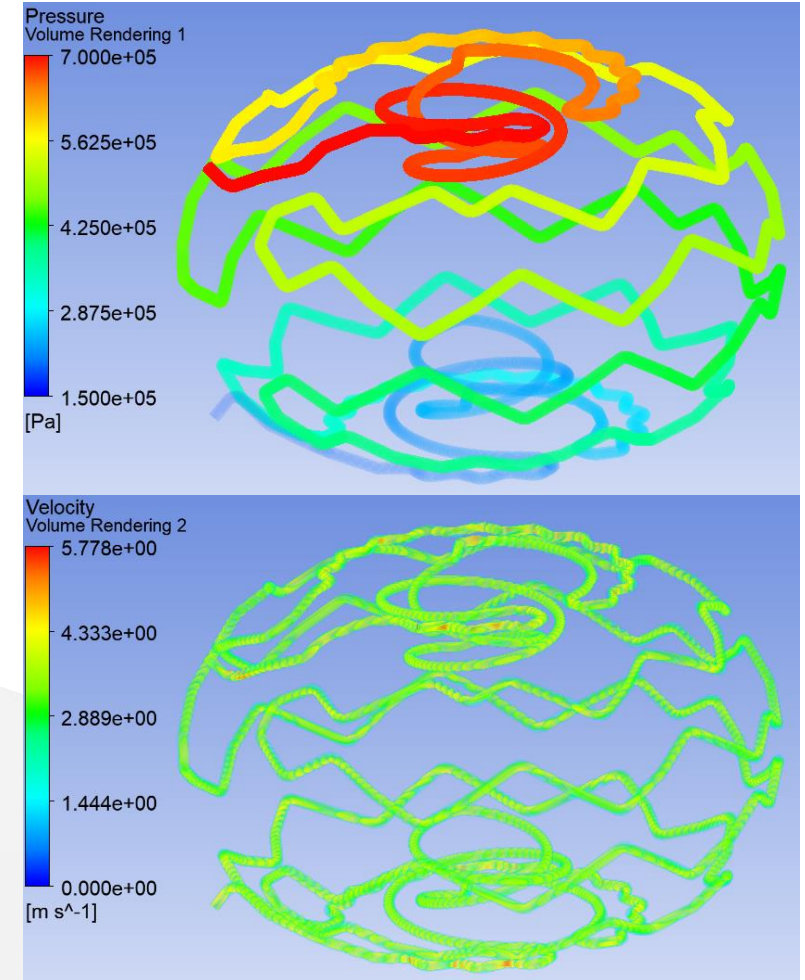 Pressure
Volume Rendering 1
7.000e+05
5.625e+05
4.250e+05
2.875e+05
1.500e+05
[Pa]
Velocity
Volume Rendering 2
5.778e+00
4.333e+00
2.889e+00
1.444e+00
0.000e+00
[m s^-1]